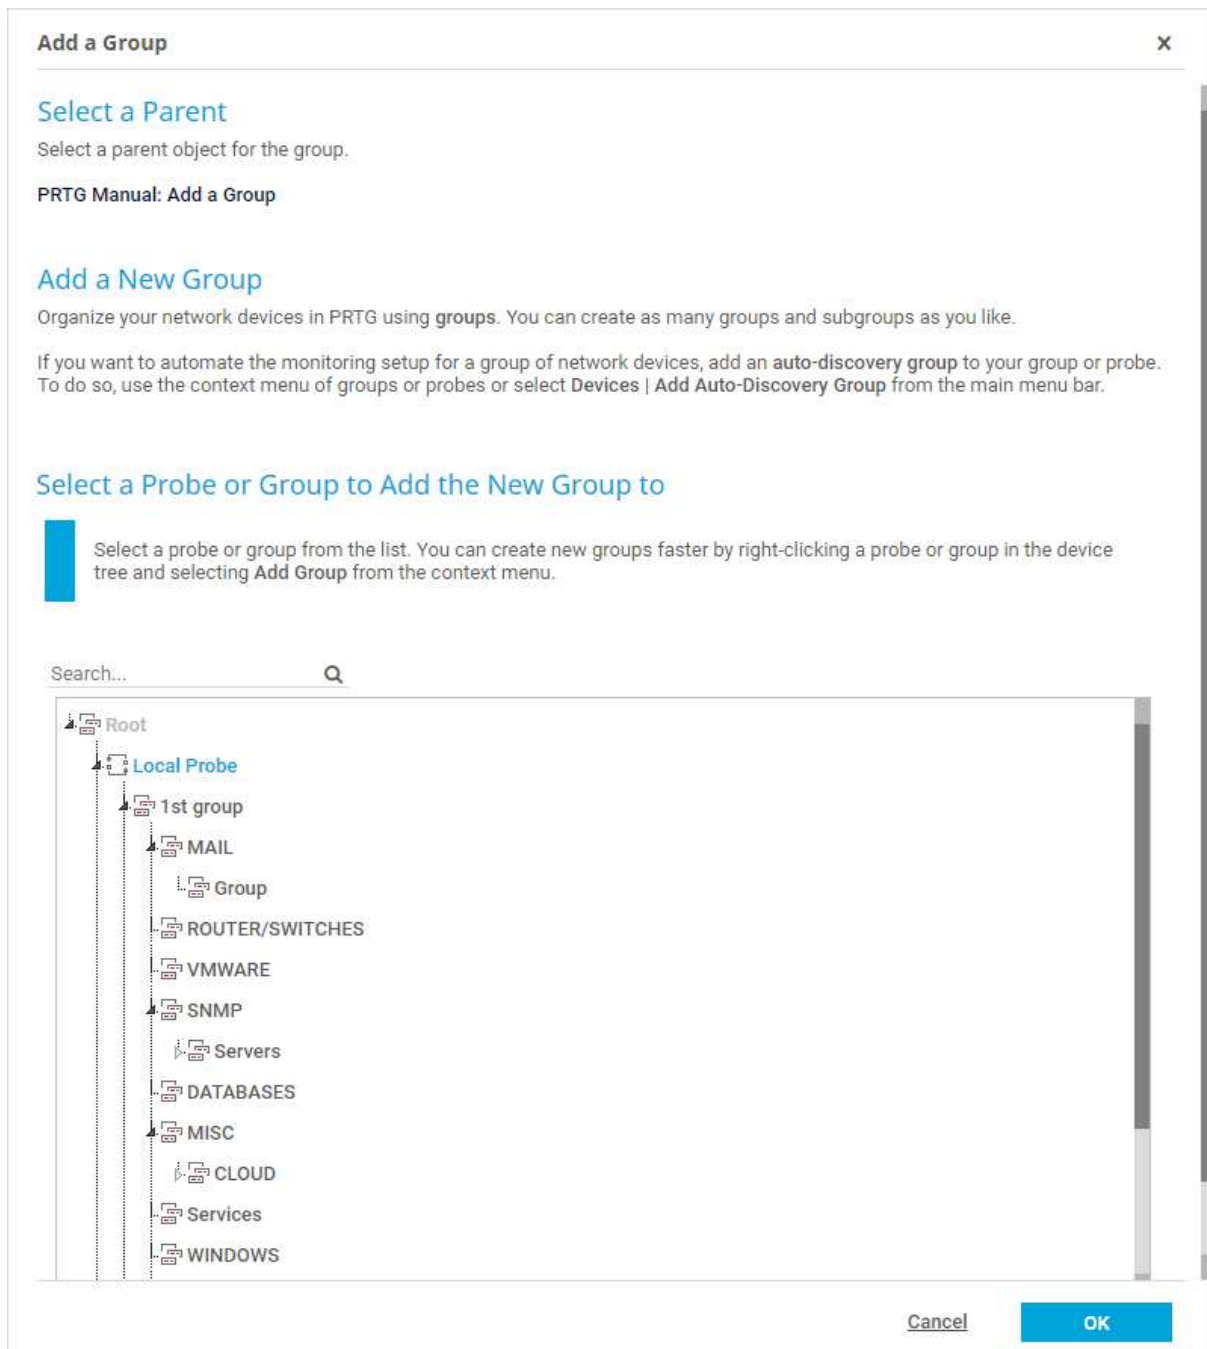 Add a Group
Select a Parent
Select a parent object for the group.
PRTG Manual: Add a Group
Add a New Group
Organize your network devices in PRTG using groups. You can create as many groups and subgroups as you like.
If you want to automate the monitoring setup for a group of network devices, add an auto-discovery group to your group or probe.
To do so, use the context menu of groups or probes or select Devices | Add Auto-Discovery Group from the main menu bar.
Select a Probe or Group to Add the New Group to
Select a probe or group from the list. You can create new groups faster by right-clicking a probe or group in the device
tree and selecting Add Group from the context menu.
Search...
Root
Local Probe
1st group
MAIL
Group
ROUTER/SWITCHES
VMWARE
SNMP
Servers
DATABASES
MISC
CLOUD
Services
WINDOWS
Cancel
OK